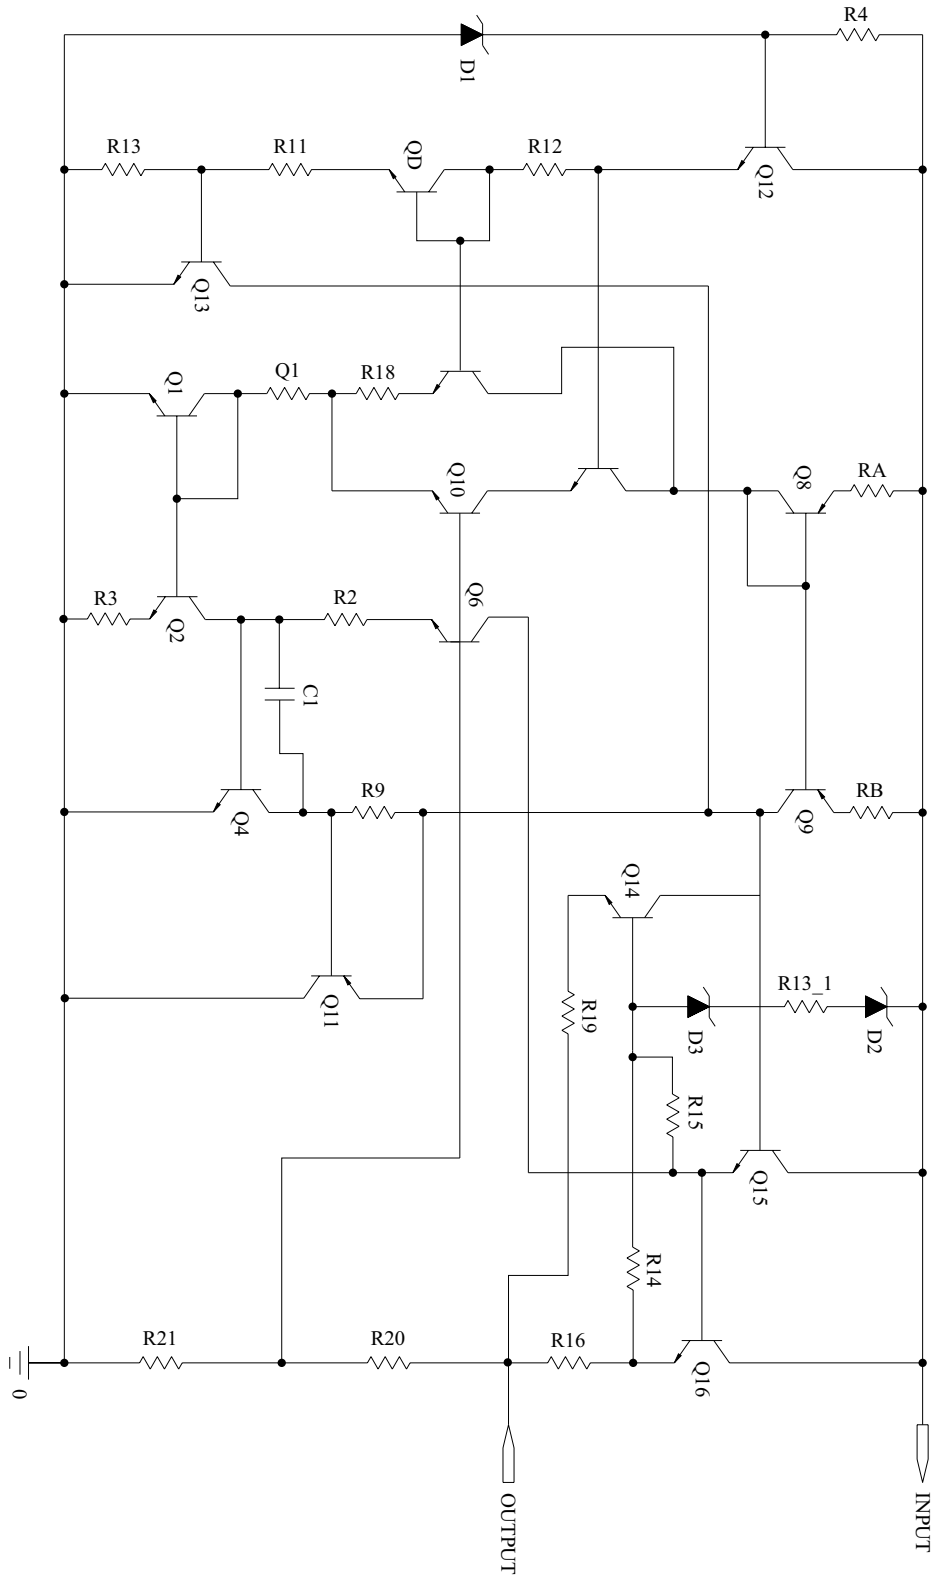 R4
D1
R13
R11
QD
R12
Q12
Q13
Q1
Q1
R18
Q10
Q8
RA
R3
Q2
R2
Q6
C1
Q4
R9
Q9
RB
Q14
Q11
R19
R13_1
D3
D2
R15
Q15
R14
R21
R20
R16
Q16
0
OUTPUT
INPUT